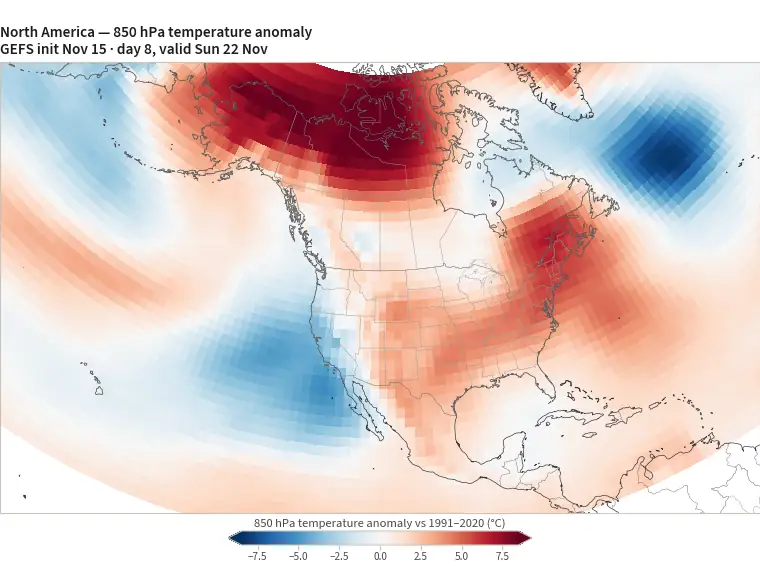 North America — 850 hPa temperature anomaly
GEFS init Nov 15 · day 8, valid Sun 22 Nov
850 hPa temperature anomaly vs 1991–2020 (°C)
−7.5 −5.0 −2.5 0.0 2.5 5.0 7.5